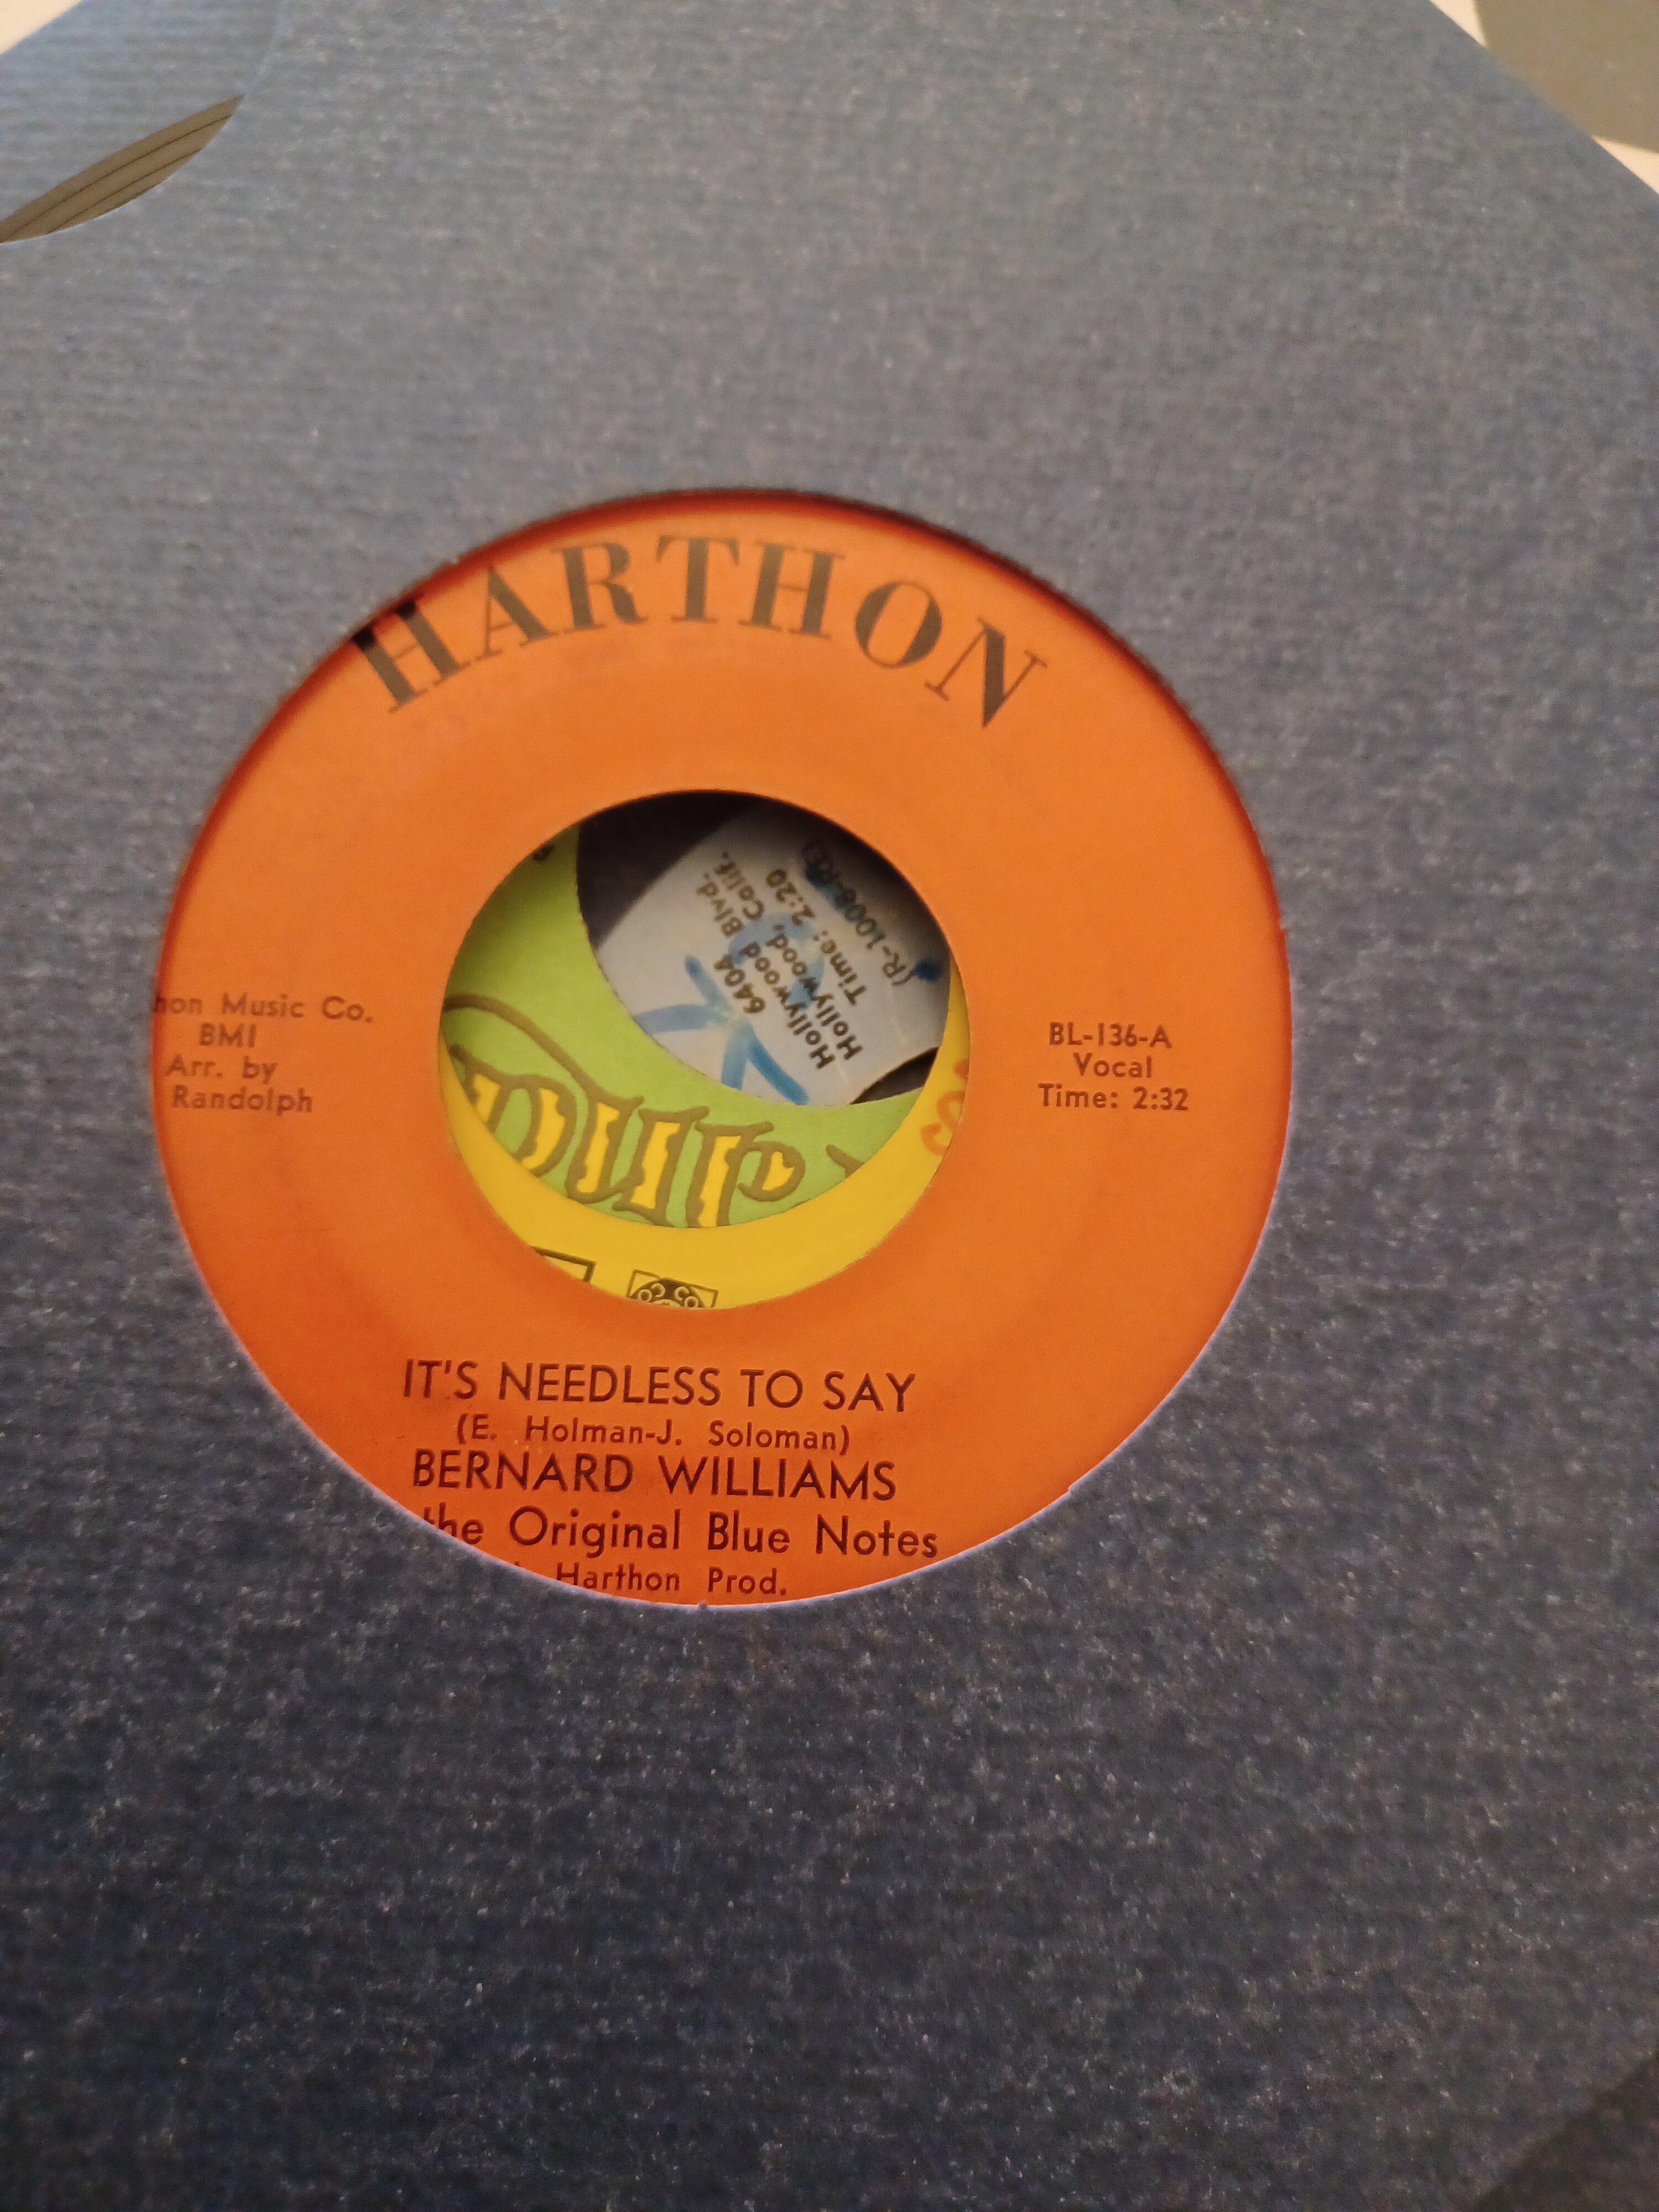 HARTHON
hon Music Co.
BMI
Arr. by
Randolph
BL-136-A
Vocal
Time: 2:32
6404
Hollywood Blvd.
Hollywood, Calif.
Time: 2:20
(R-1008-RE)
IT'S NEEDLESS TO SAY
(E. Holman-J. Soloman)
BERNARD WILLIAMS
the Original Blue Notes
Harthon Prod.